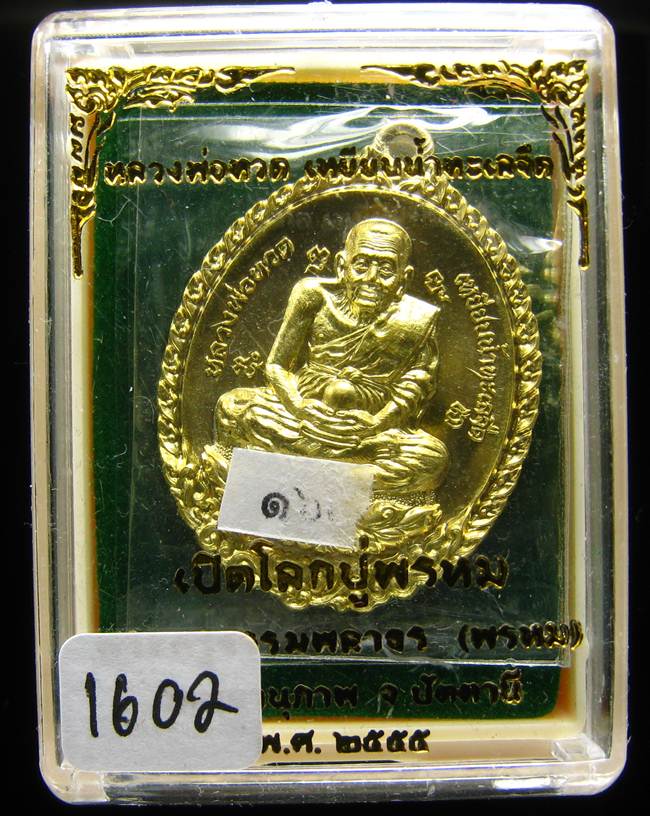 หลวงพ่อทวด เหยียบน้ำทะเลจืด
หลวงพ่อทวด
เหยียบน้ำทะเลจืด
๑๖
เปิดโลกปู่พรหม
(พรหม)
จ ปัตตานี
พ.ศ. ๒๕๕๕
1602